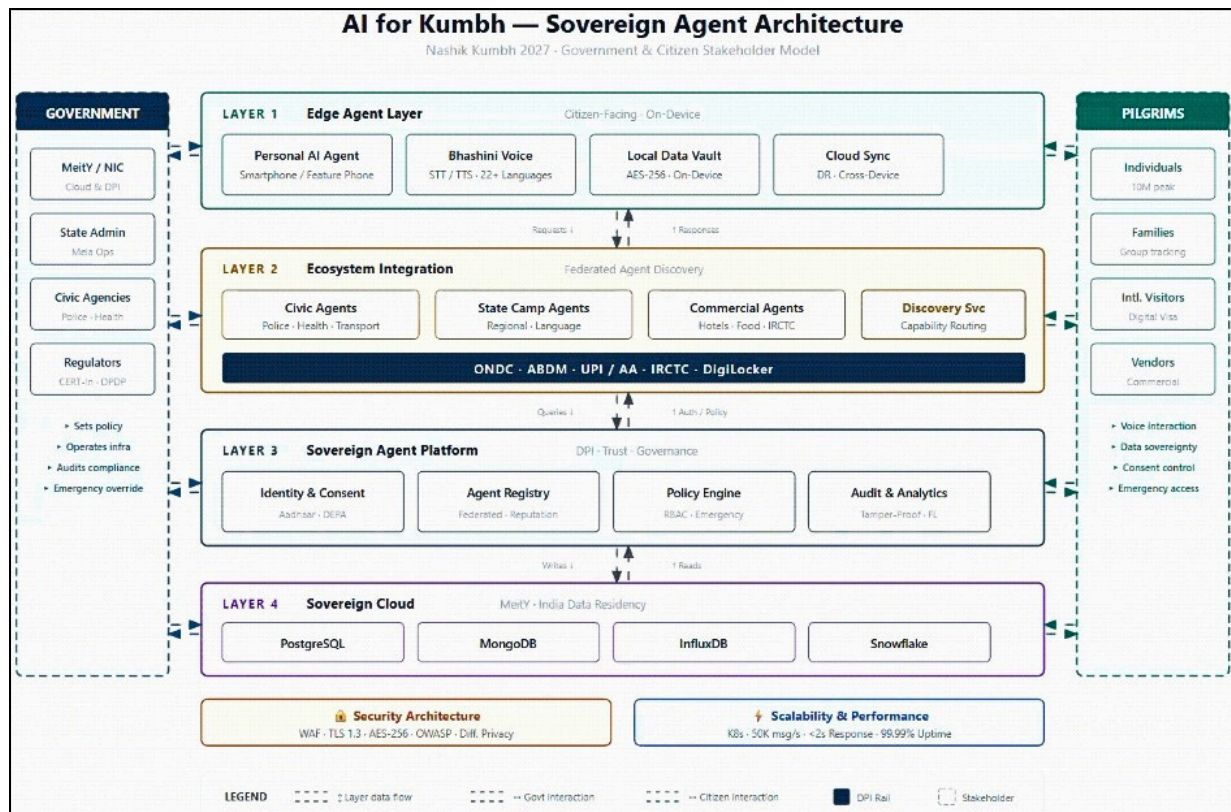 AI for Kumbh — Sovereign Agent Architecture
Nashik Kumbh 2027 · Government & Citizen Stakeholder Model
GOVERNMENT
MeitY / NIC
Cloud & DPI
State Admin
Mela Ops
Civic Agencies
Police · Health
Regulators
CERT-In · DPDP
▸ Sets policy
▸ Operates infra
▸ Audits compliance
▸ Emergency override
LAYER 1 Edge Agent Layer Citizen-Facing · On-Device
Personal AI Agent
Smartphone / Feature Phone
Bhashini Voice
STT / TTS · 22+ Languages
Local Data Vault
AES-256 · On-Device
Cloud Sync
DR · Cross-Device
Requests ↓ ↑ Responses
LAYER 2 Ecosystem Integration Federated Agent Discovery
Civic Agents
Police · Health · Transport
State Camp Agents
Regional · Language
Commercial Agents
Hotels · Food · IRCTC
Discovery Svc
Capability Routing
ONDC · ABDM · UPI / AA · IRCTC · DigiLocker
Queries ↓ ↑ Auth / Policy
LAYER 3 Sovereign Agent Platform DPI · Trust · Governance
Identity & Consent
Aadhaar · DEPA
Agent Registry
Federated · Reputation
Policy Engine
RBAC · Emergency
Audit & Analytics
Tamper-Proof · FL
Writes ↓ ↑ Reads
LAYER 4 Sovereign Cloud MeitY · India Data Residency
PostgreSQL
MongoDB
InfluxDB
Snowflake
PILGRIMS
Individuals
10M peak
Families
Group tracking
Intl. Visitors
Digital Visa
Vendors
Commercial
▸ Voice interaction
▸ Data sovereignty
▸ Consent control
▸ Emergency access
🔒 Security Architecture
WAF · TLS 1.3 · AES-256 · OWASP · Diff. Privacy
⚡ Scalability & Performance
K8s · 50K msg/s · <2s Response · 99.99% Uptime
LEGEND ↕ Layer data flow ↔ Govt interaction ↔ Citizen interaction DPI Rail Stakeholder